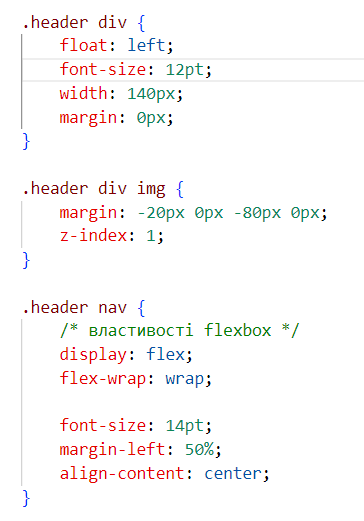 .header div {
    float: left;
    font-size: 12pt;
    width: 140px;
    margin: 0px;
}

.header div img {
    margin: -20px 0px -80px 0px;
    z-index: 1;
}

.header nav {
    /* властивості flexbox */
    display: flex;
    flex-wrap: wrap;

    font-size: 14pt;
    margin-left: 50%;
    align-content: center;
}